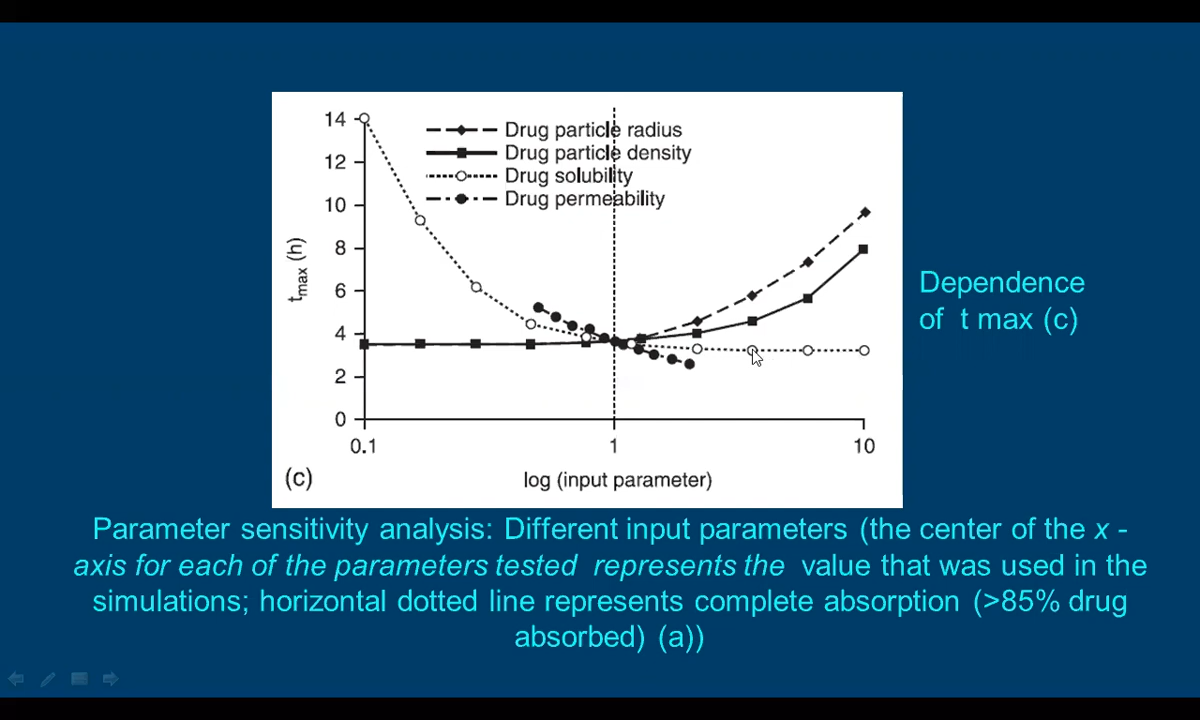 14
12
10
8
6
4
2
0
t max (h)
Drug particle radius
Drug particle density
Drug solubility
Drug permeability
0.1 1 10
(c)
log (input parameter)
Dependence
of t max (c)
Parameter sensitivity analysis: Different input parameters (the center of the x -
axis for each of the parameters tested represents the value that was used in the
simulations; horizontal dotted line represents complete absorption (>85% drug
absorbed) (a))